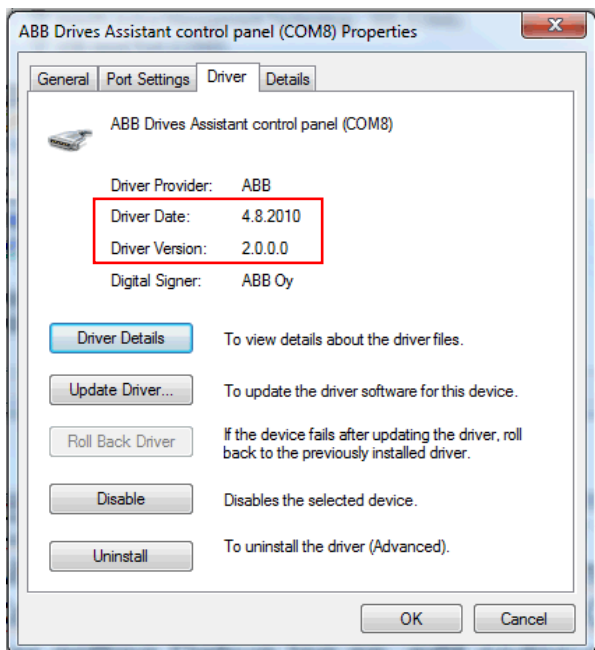 ABB Drives Assistant control panel (COM8) Properties
General Port Settings Driver Details
ABB Drives Assistant control panel (COM8)
Driver Provider: ABB
Driver Date: 4.8.2010
Driver Version: 2.0.0.0
Digital Signer: ABB Oy
Driver Details To view details about the driver files.
Update Driver... To update the driver software for this device.
Roll Back Driver If the device fails after updating the driver, roll
back to the previously installed driver.
Disable Disables the selected device.
Uninstall To uninstall the driver (Advanced).
OK Cancel